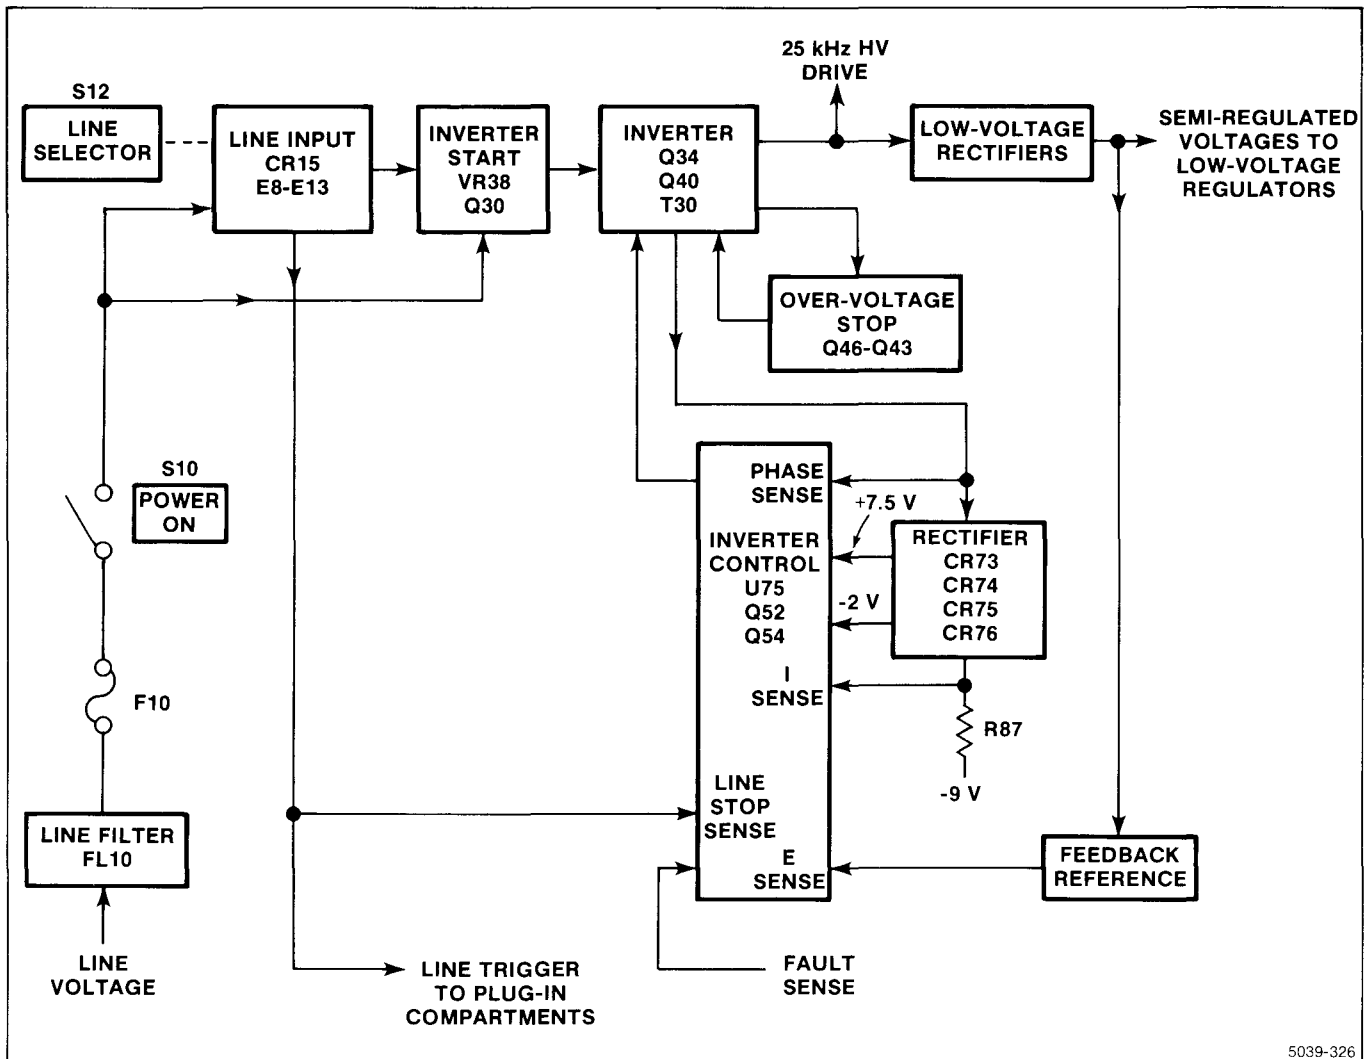 25 kHz HV
DRIVE
S12
LINE
SELECTOR
LINE INPUT
CR15
E8-E13
INVERTER
START
VR38
Q30
INVERTER
Q34
Q40
T30
LOW-VOLTAGE
RECTIFIERS
SEMI-REGULATED
VOLTAGES TO
LOW-VOLTAGE
REGULATORS
OVER-VOLTAGE
STOP
Q46-Q43
S10
POWER
ON
PHASE
SENSE
+7.5 V
INVERTER
CONTROL
U75
Q52
Q54
-2 V
RECTIFIER
CR73
CR74
CR75
CR76
I
SENSE
R87
-9 V
F10
LINE
STOP
SENSE
LINE FILTER
FL10
E
SENSE
FEEDBACK
REFERENCE
LINE
VOLTAGE
LINE TRIGGER
TO PLUG-IN
COMPARTMENTS
FAULT
SENSE
5039-326